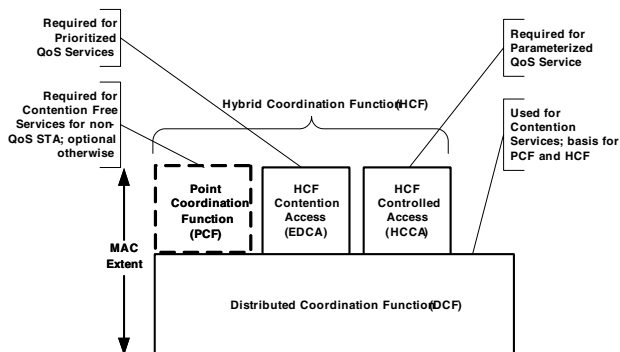 Required for
Prioritized
QoS Services
Required for
Parameterized
QoS Service
Required for
Contention Free
Services for non-
QoS STA; optional
otherwise
Hybrid Coordination Function(HCF)
Used for
Contention
Services; basis for
PCF and HCF
Point
Coordination
Function
(PCF)
HCF
Contention
Access
(EDCA)
HCF
Controlled
Access
(HCCA)
MAC
Extent
Distributed Coordination Function(DCF)